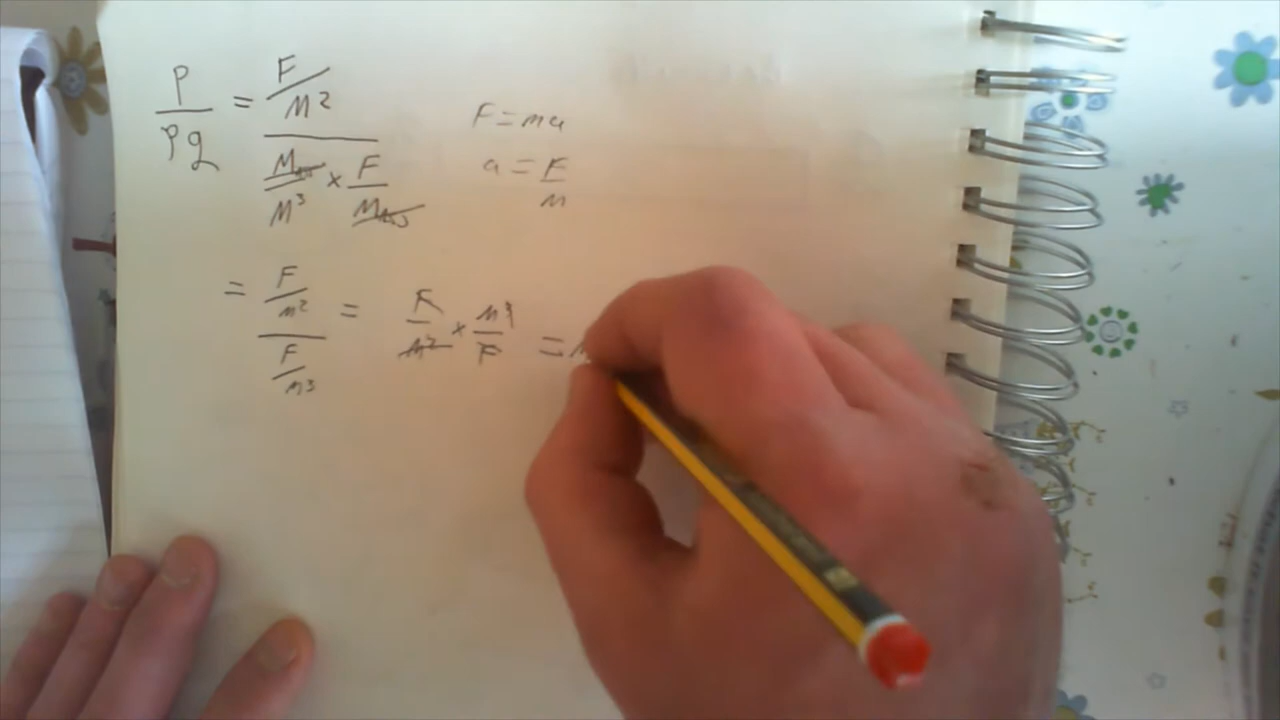 P/ρg = (F/M²)/(M̶a̶s̶s̶/M³ × F/M̶a̶s̶s̶)
F = ma
a = F/m
= (F/m²)/(F/m³) = F/m² × m³/F = m